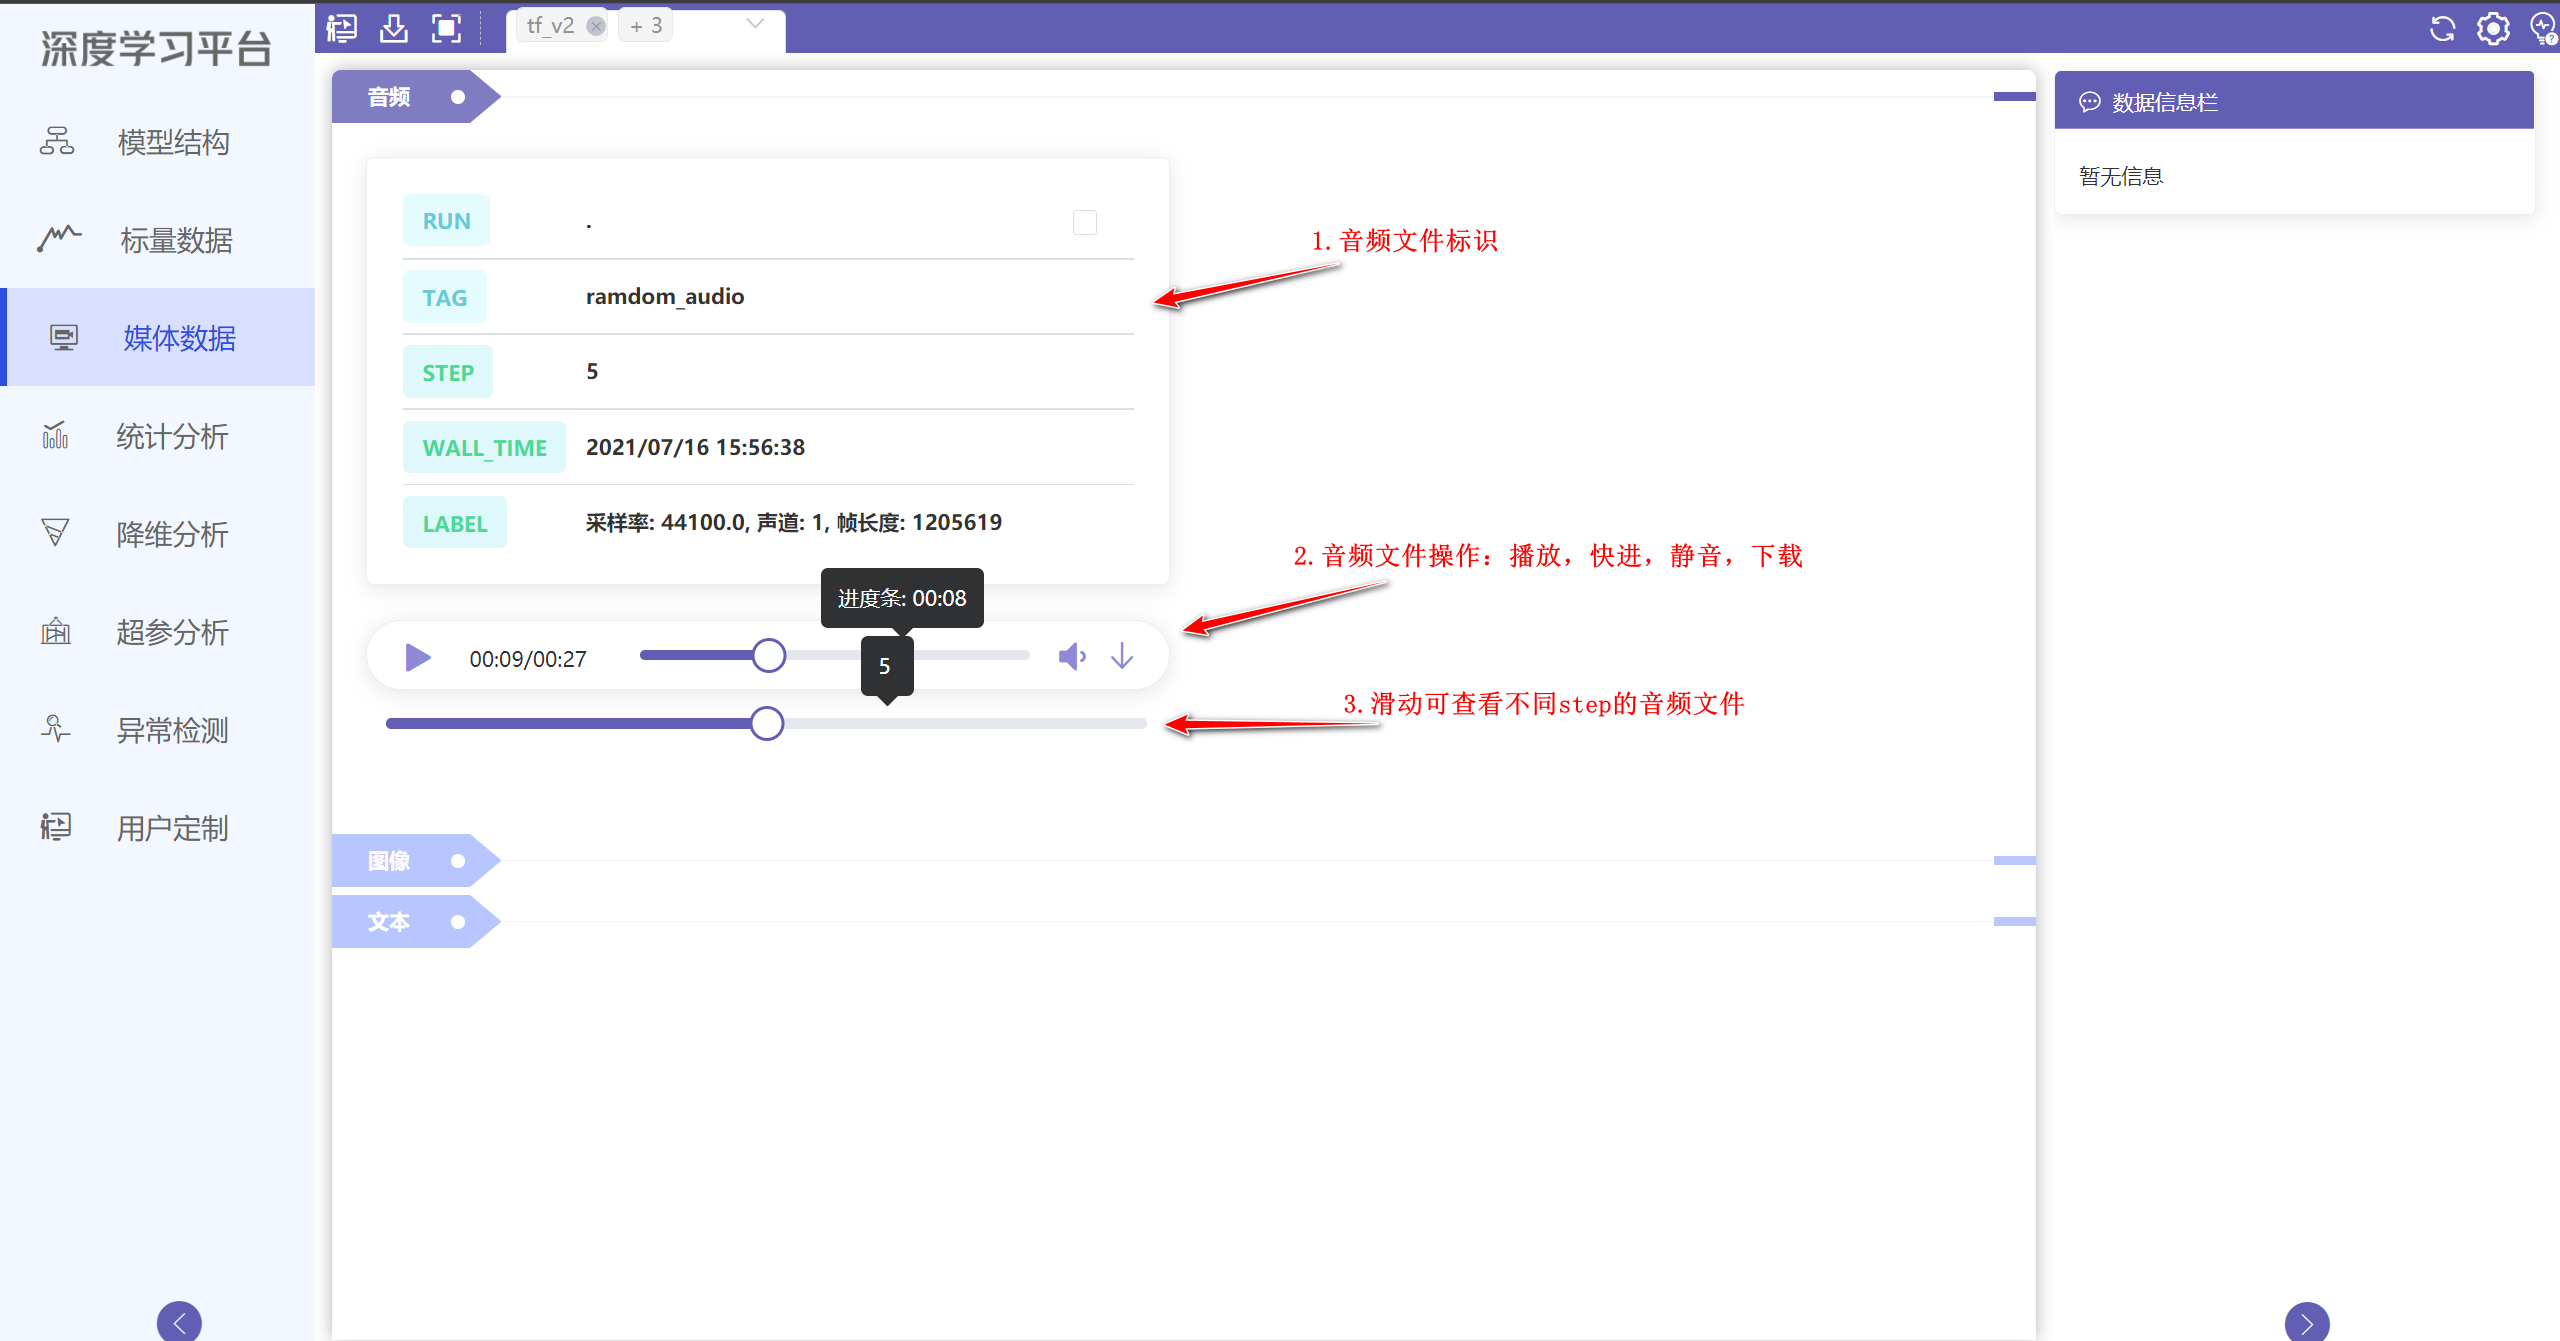 深度学习平台
模型结构
标量数据
媒体数据
统计分析
降维分析
超参分析
异常检测
用户定制
tf_v2
+ 3
音频
RUN .
TAG ramdom_audio
STEP 5
WALL_TIME 2021/07/16 15:56:38
LABEL 采样率: 44100.0, 声道: 1, 帧长度: 1205619
1.音频文件标识
进度条: 00:08
2.音频文件操作：播放，快进，静音，下载
00:09/00:27
5
3.滑动可查看不同step的音频文件
图像
文本
数据信息栏
暂无信息